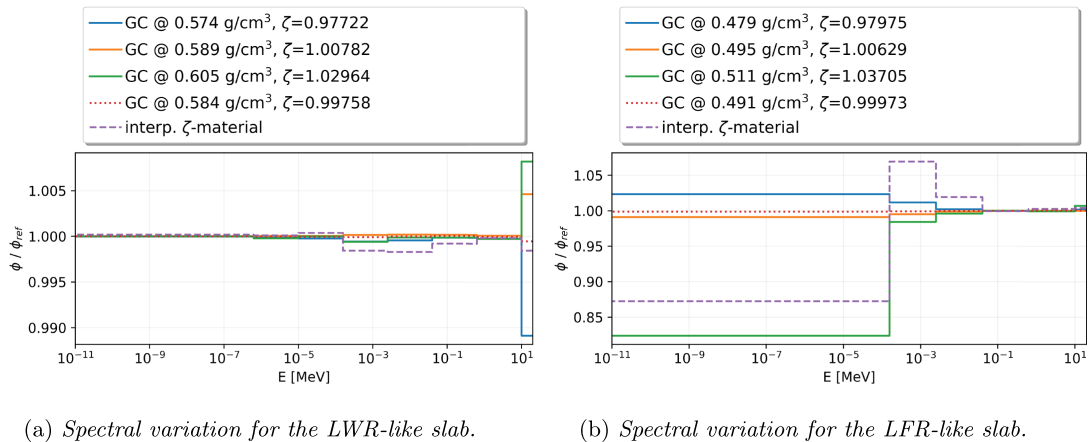 GC @ 0.574 g/cm³, ζ=0.97722
GC @ 0.589 g/cm³, ζ=1.00782
GC @ 0.605 g/cm³, ζ=1.02964
GC @ 0.584 g/cm³, ζ=0.99758
interp. ζ-material
1.005
1.000
0.995
0.990
ϕ / ϕref
10⁻¹¹ 10⁻⁹ 10⁻⁷ 10⁻⁵ 10⁻³ 10⁻¹ 10¹
E [MeV]
(a) Spectral variation for the LWR-like slab.
GC @ 0.479 g/cm³, ζ=0.97975
GC @ 0.495 g/cm³, ζ=1.00629
GC @ 0.511 g/cm³, ζ=1.03705
GC @ 0.491 g/cm³, ζ=0.99973
interp. ζ-material
1.05
1.00
0.95
0.90
0.85
ϕ / ϕref
10⁻¹¹ 10⁻⁹ 10⁻⁷ 10⁻⁵ 10⁻³ 10⁻¹ 10¹
E [MeV]
(b) Spectral variation for the LFR-like slab.